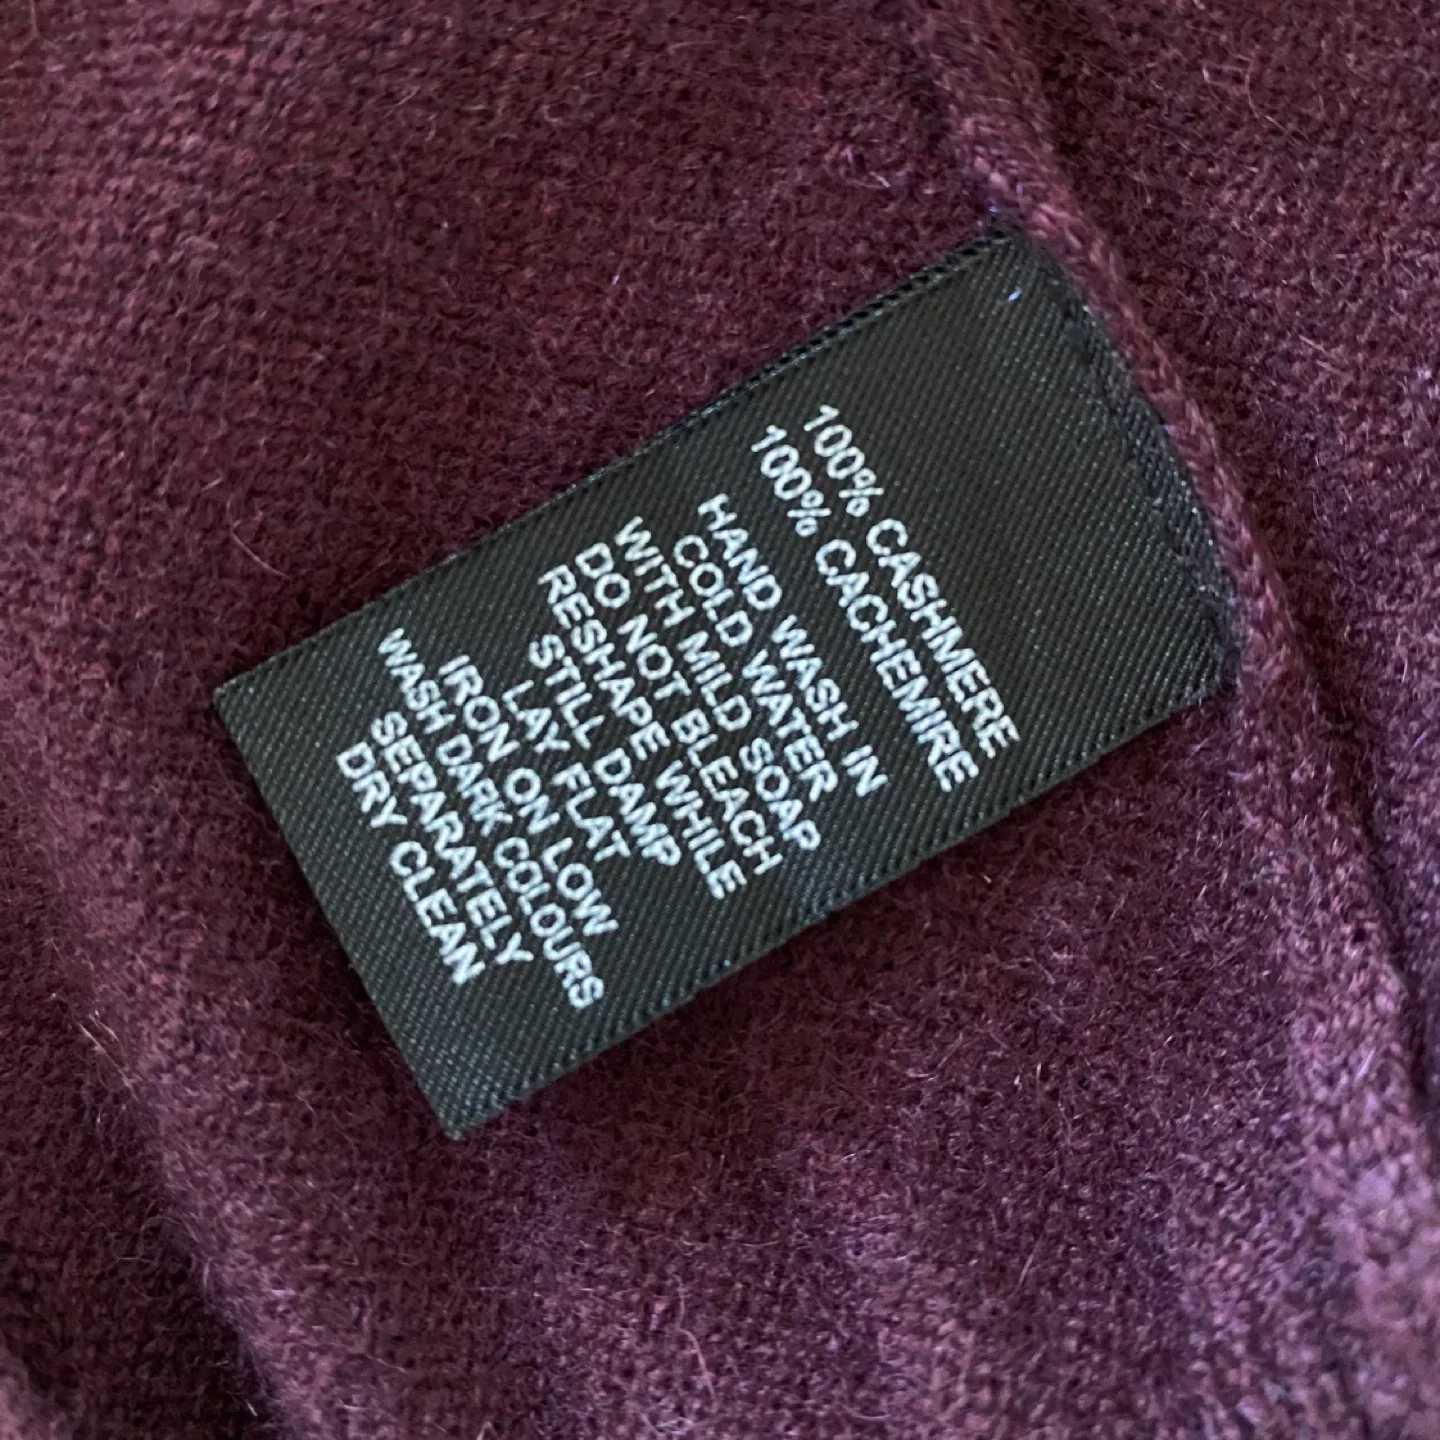 100% CASHMERE
100% CACHEMIRE
HAND WASH IN
COLD WATER
WITH MILD SOAP
DO NOT BLEACH
RESHAPE WHILE
STILL DAMP
LAY FLAT
IRON ON LOW
WASH DARK COLOURS
SEPARATELY
DRY CLEAN